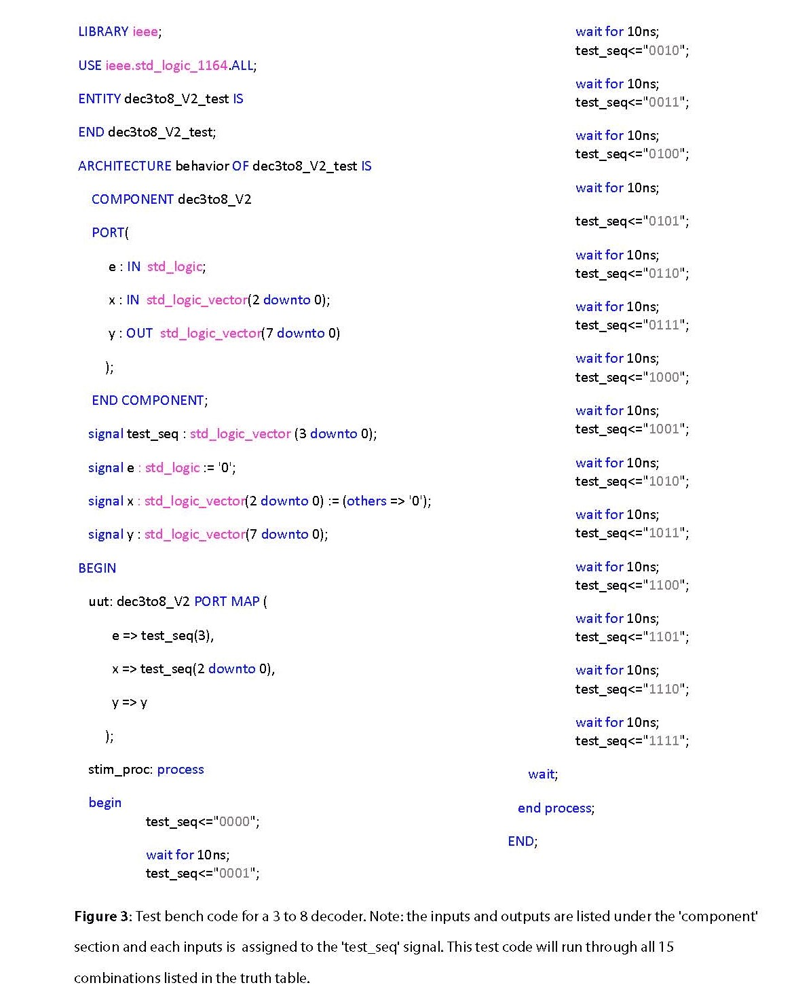 LIBRARY ieee;
USE ieee.std_logic_1164.ALL;
ENTITY dec3to8_V2_test IS
END dec3to8_V2_test;
ARCHITECTURE behavior OF dec3to8_V2_test IS
COMPONENT dec3to8_V2
PORT(
e : IN std_logic;
x : IN std_logic_vector(2 downto 0);
y : OUT std_logic_vector(7 downto 0)
);
END COMPONENT;
signal test_seq : std_logic_vector (3 downto 0);
signal e : std_logic := '0';
signal x : std_logic_vector(2 downto 0) := (others => '0');
signal y : std_logic_vector(7 downto 0);
BEGIN
uut: dec3to8_V2 PORT MAP (
e => test_seq(3),
x => test_seq(2 downto 0),
y => y
);
stim_proc: process
begin
test_seq<="0000";
wait for 10ns;
test_seq<="0001";
wait for 10ns;
test_seq<="0010";
wait for 10ns;
test_seq<="0011";
wait for 10ns;
test_seq<="0100";
wait for 10ns;
test_seq<="0101";
wait for 10ns;
test_seq<="0110";
wait for 10ns;
test_seq<="0111";
wait for 10ns;
test_seq<="1000";
wait for 10ns;
test_seq<="1001";
wait for 10ns;
test_seq<="1010";
wait for 10ns;
test_seq<="1011";
wait for 10ns;
test_seq<="1100";
wait for 10ns;
test_seq<="1101";
wait for 10ns;
test_seq<="1110";
wait for 10ns;
test_seq<="1111";
wait;
end process;
END;
Figure 3: Test bench code for a 3 to 8 decoder. Note: the inputs and outputs are listed under the 'component'
section and each inputs is assigned to the 'test_seq' signal. This test code will run through all 15
combinations listed in the truth table.